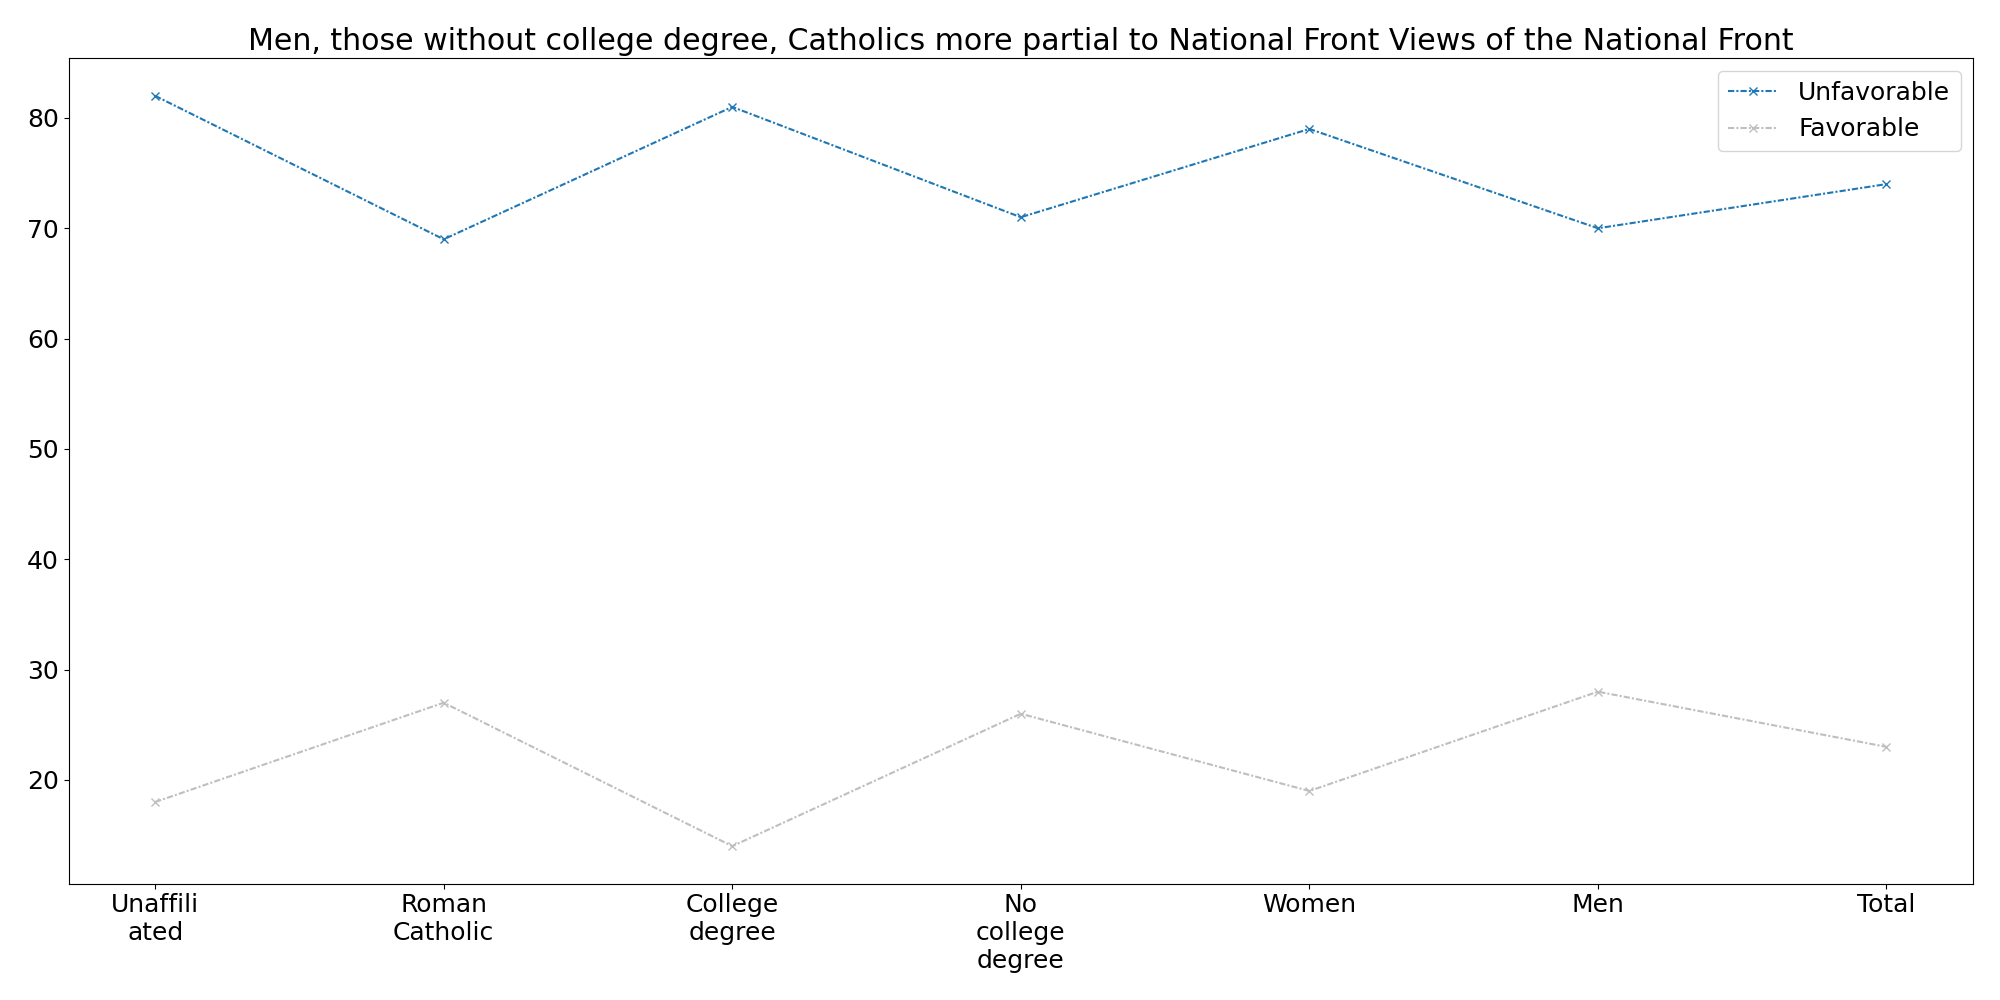 Men, those without college degree, Catholics more partial to National Front Views of the National Front
Unfavorable
Favorable
80
70
60
50
40
30
20
Unaffili
ated
Roman
Catholic
College
degree
No
college
degree
Women
Men
Total